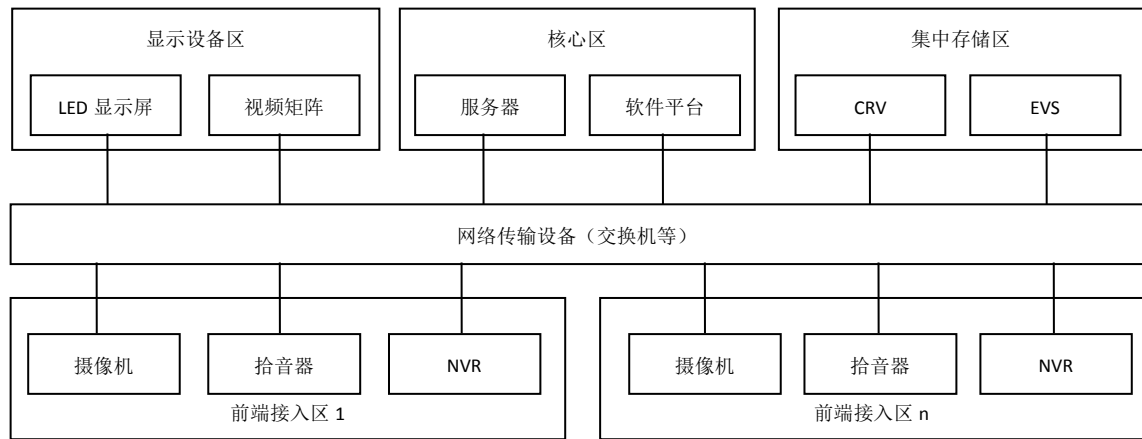 显示设备区
核心区
集中存储区
LED 显示屏
视频矩阵
服务器
软件平台
CRV
EVS
网络传输设备（交换机等）
摄像机
拾音器
NVR
摄像机
拾音器
NVR
前端接入区 1
前端接入区 n